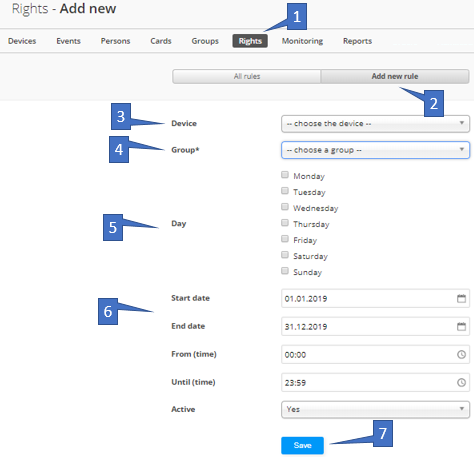 Rights - Add new
1
Devices Events Persons Cards Groups Rights Monitoring Reports
All rules Add new rule
2
3 Device -- choose the device --
4 Group* -- choose a group --
Monday
Tuesday
Wednesday
5 Day Thursday
Friday
Saturday
Sunday
Start date 01.01.2019
6
End date 31.12.2019
From (time) 00:00
Until (time) 23:59
Active Yes
7
Save